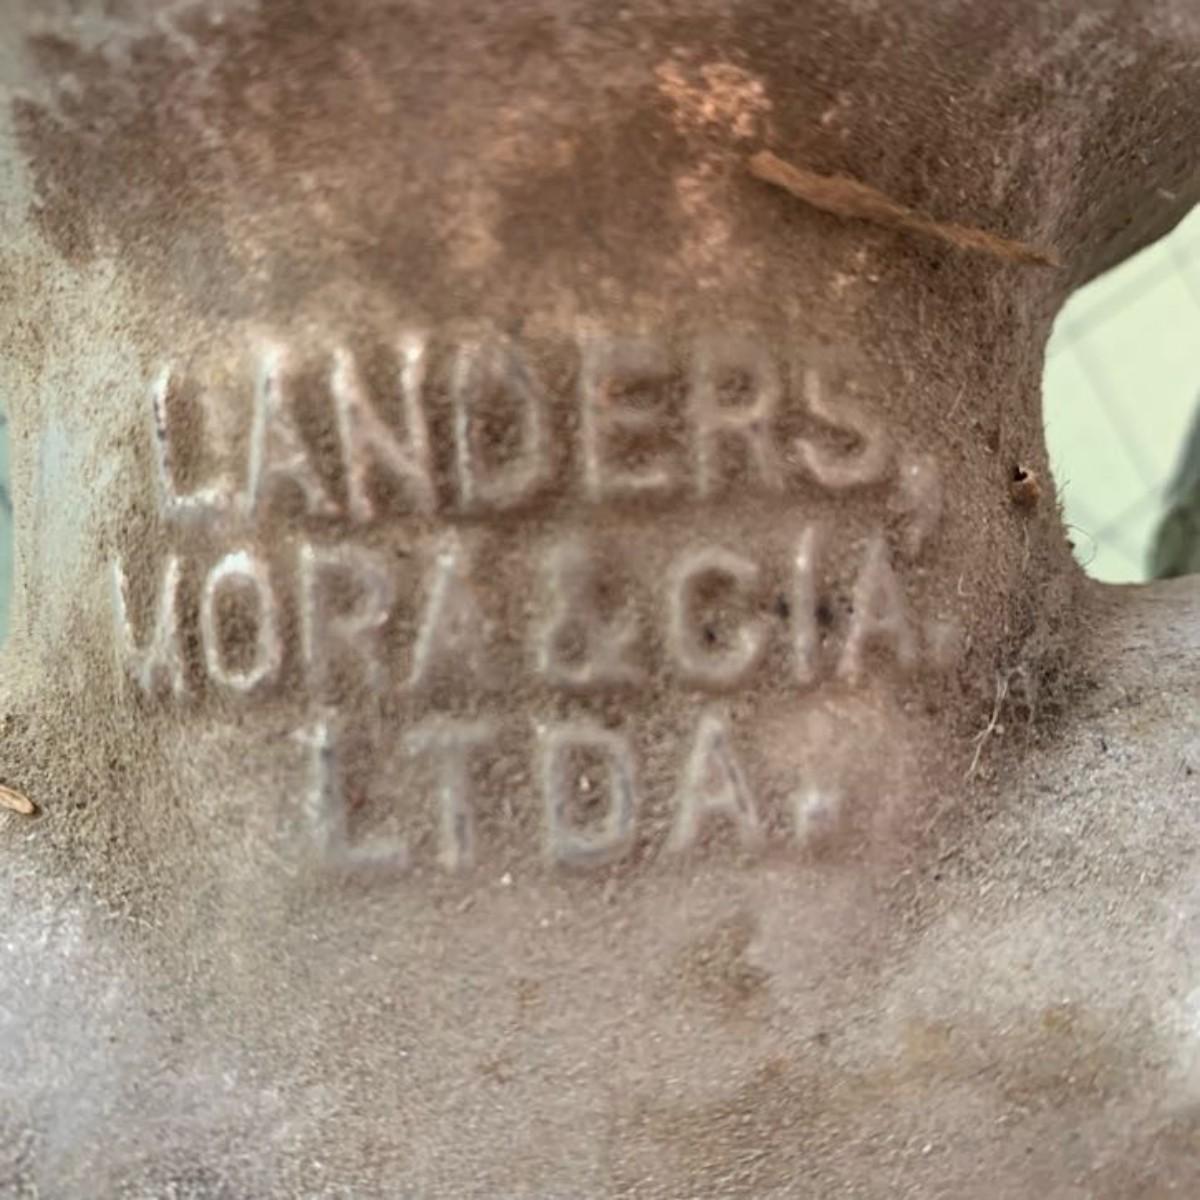 LANDERS,
MORA & CIA.
LTDA.